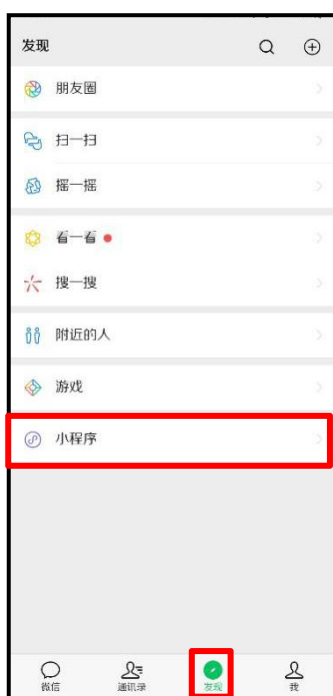 发现
朋友圈
扫一扫
摇一摇
看一看
搜一搜
附近的人
游戏
小程序
微信
通讯录
发现
我